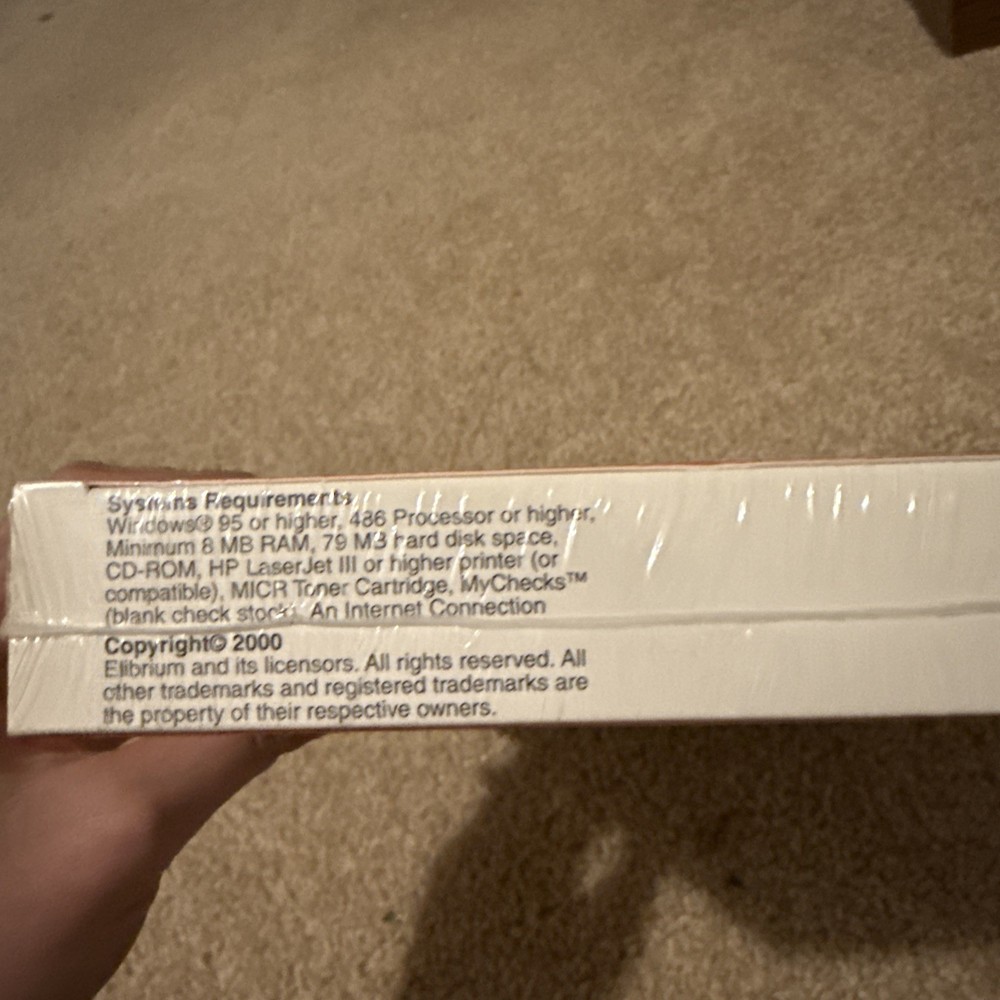 Systems Requirements
Windows® 95 or higher, 486 Processor or higher,
Minimum 8 MB RAM, 79 MB hard disk space,
CD-ROM, HP LaserJet III or higher printer (or
compatible), MICR Toner Cartridge, MyChecks™
(blank check stock). An Internet Connection
Copyright© 2000
Elibrium and its licensors. All rights reserved. All
other trademarks and registered trademarks are
the property of their respective owners.